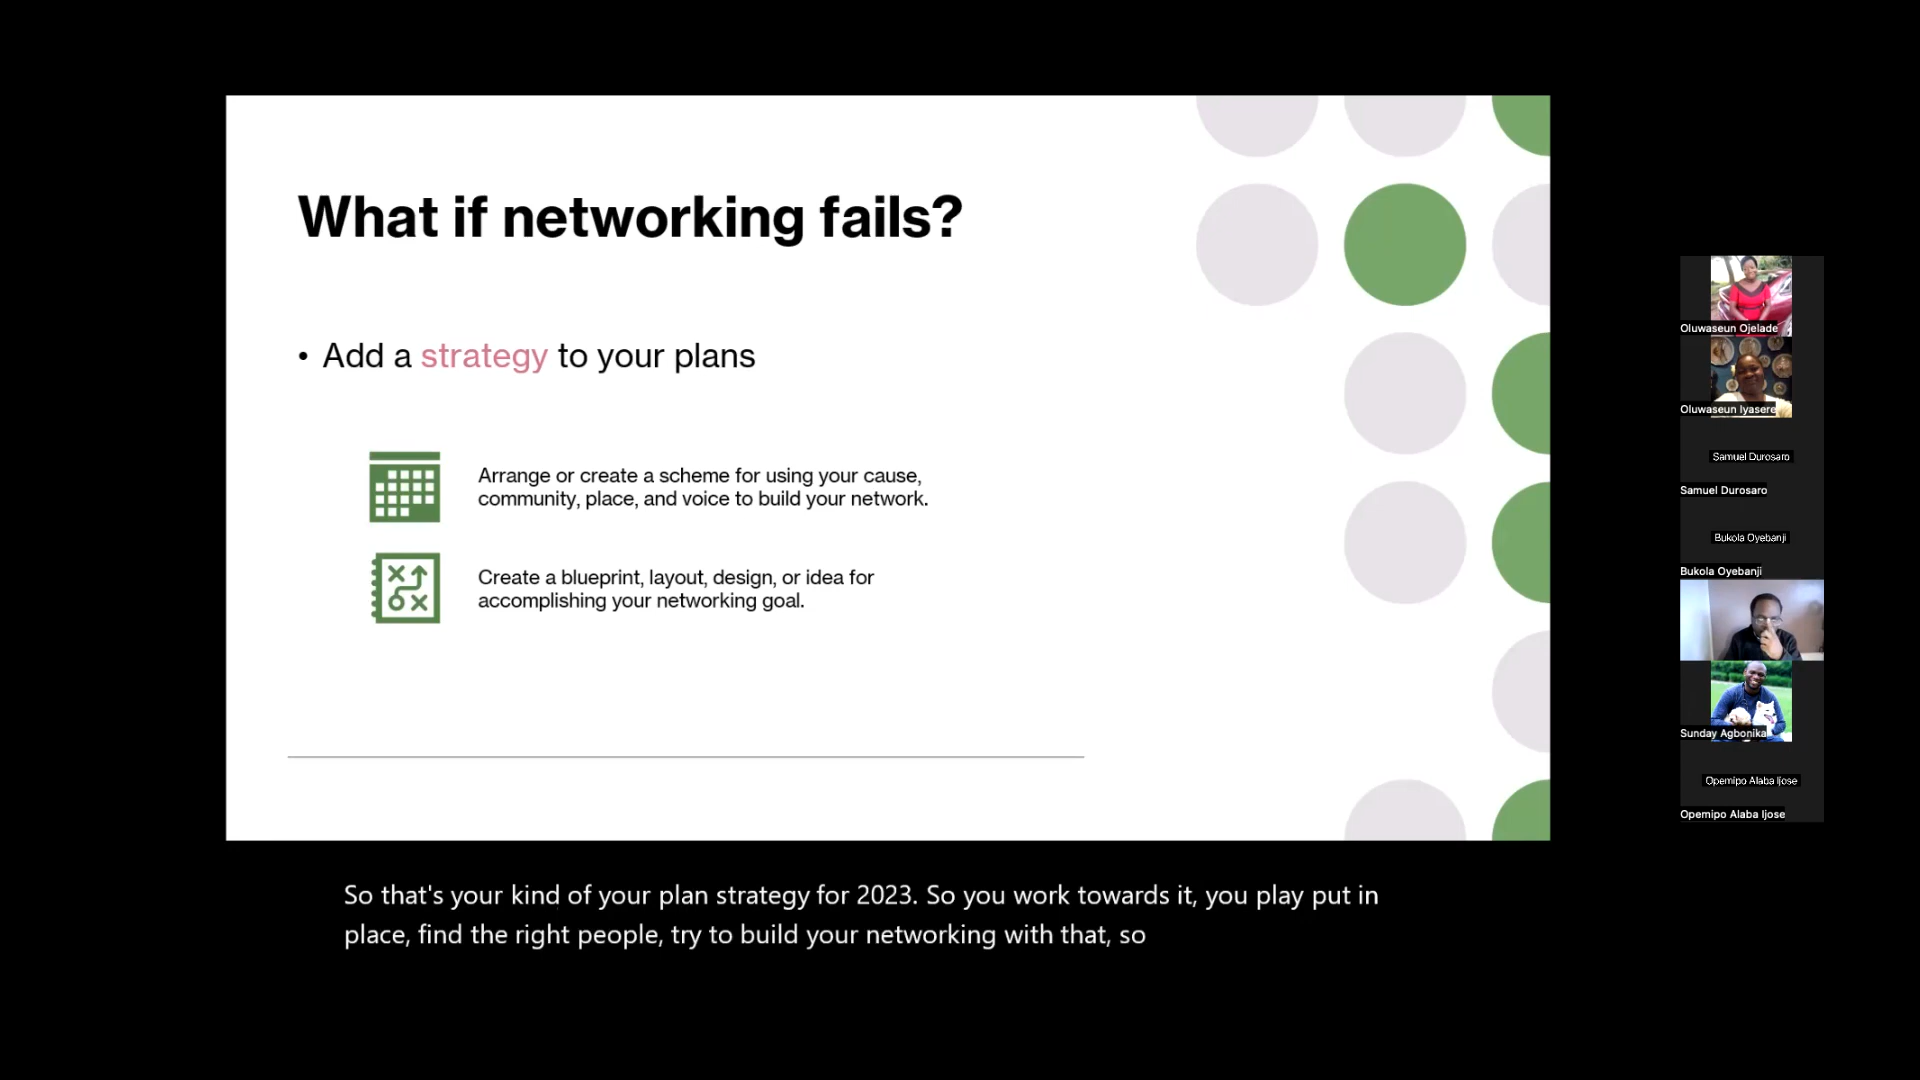 What if networking fails?
• Add a strategy to your plans
Arrange or create a scheme for using your cause,
community, place, and voice to build your network.
Create a blueprint, layout, design, or idea for
accomplishing your networking goal.
Oluwaseun Ojelade
Oluwaseun Iyasere
Samuel Durosaro
Samuel Durosaro
Bukola Oyebanji
Bukola Oyebanji
Sunday Agbonika
Opemipo Alaba Ijose
Opemipo Alaba Ijose
So that's your kind of your plan strategy for 2023. So you work towards it, you play put in
place, find the right people, try to build your networking with that, so